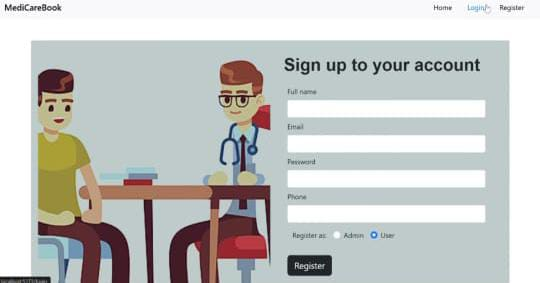 MediCareBook
Home Login Register
Sign up to your account
Full name
Email
Password
Phone
Register as: Admin User
Register